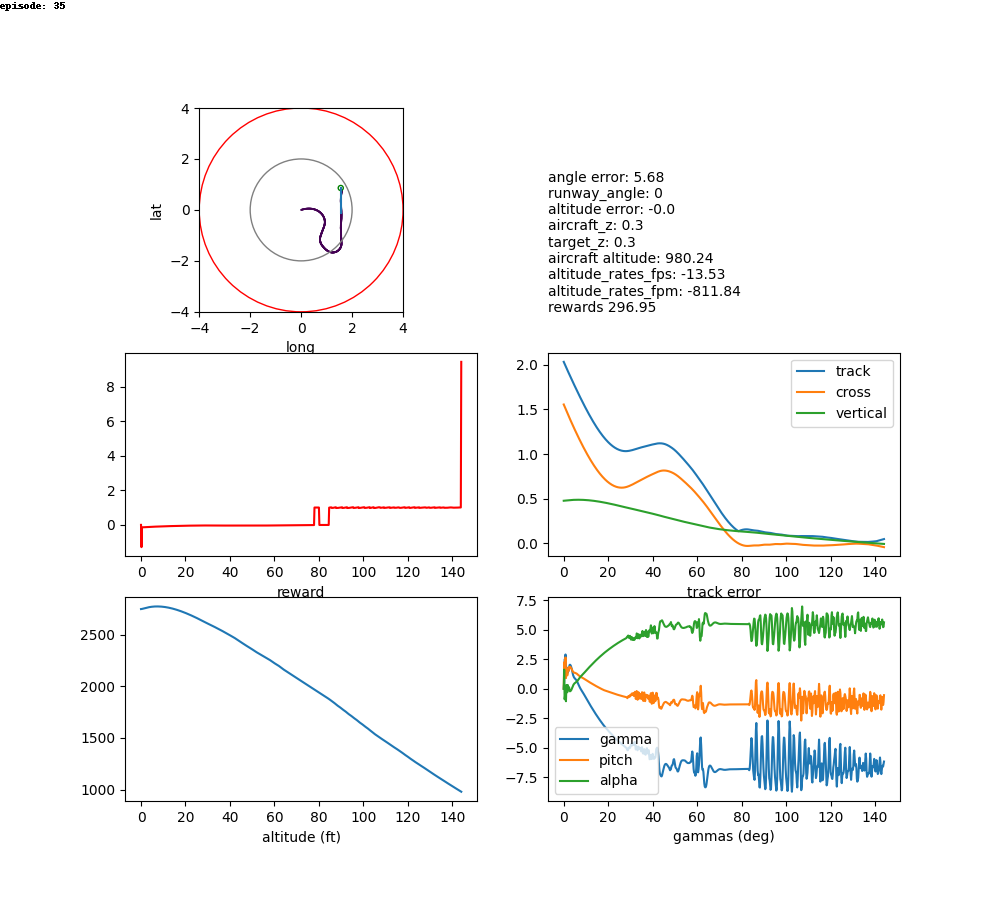 episode: 35
4
2
0
−2
−4
lat
−4 −2 0 2 4
long
angle error: 5.68
runway_angle: 0
altitude error: -0.0
aircraft_z: 0.3
target_z: 0.3
aircraft altitude: 980.24
altitude_rates_fps: -13.53
altitude_rates_fpm: -811.84
rewards 296.95
8
6
4
2
0
0 20 40 60 80 100 120 140
reward
2.0
1.5
1.0
0.5
0.0
track
cross
vertical
0 20 40 60 80 100 120 140
track error
2500
2000
1500
1000
0 20 40 60 80 100 120 140
altitude (ft)
7.5
5.0
2.5
0.0
−2.5
−5.0
−7.5
gamma
pitch
alpha
0 20 40 60 80 100 120 140
gammas (deg)